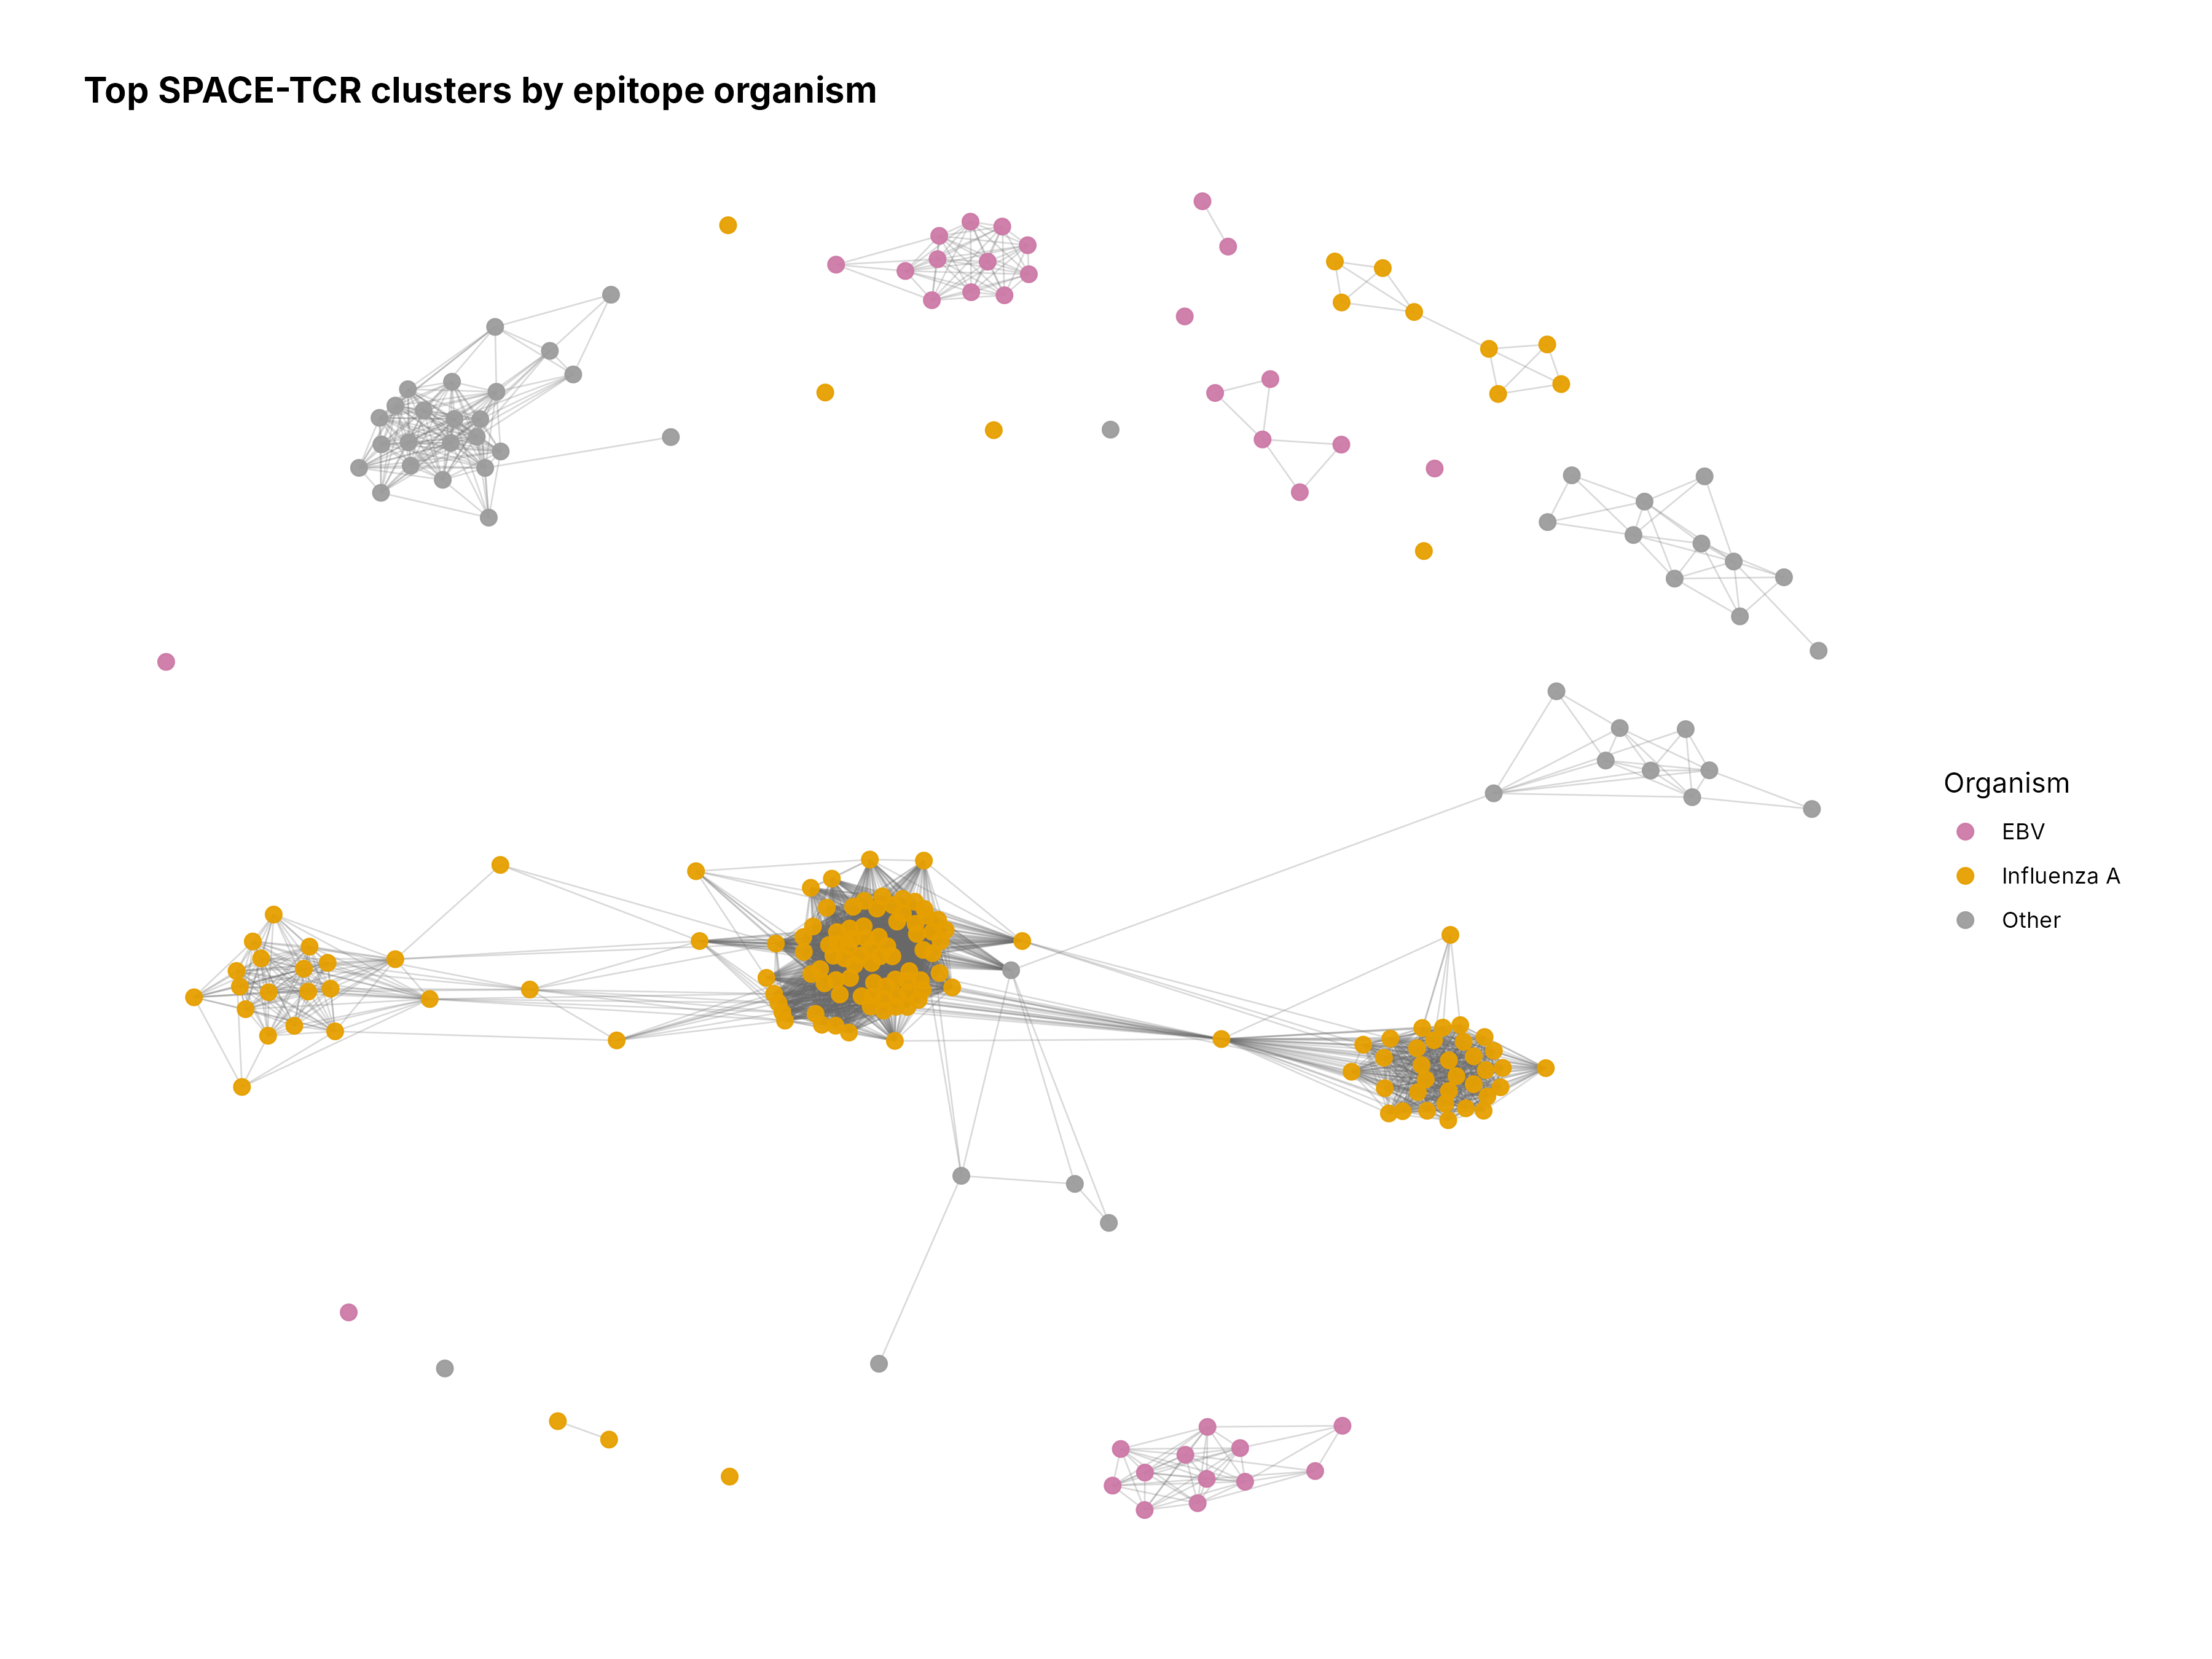 Top SPACE-TCR clusters by epitope organism
Organism
EBV
Influenza A
Other